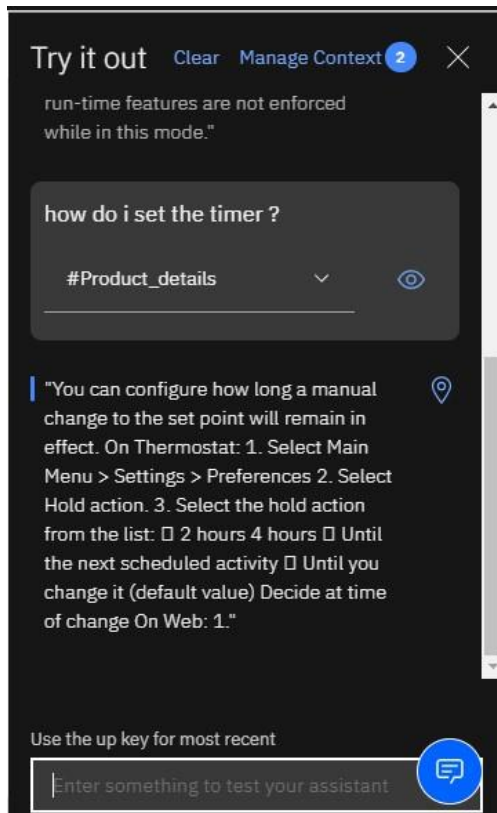 Try it out Clear Manage Context 2
run-time features are not enforced
while in this mode."
how do i set the timer ?
#Product_details
"You can configure how long a manual
change to the set point will remain in
effect. On Thermostat: 1. Select Main
Menu > Settings > Preferences 2. Select
Hold action. 3. Select the hold action
from the list: 2 hours 4 hours Until
the next scheduled activity Until you
change it (default value) Decide at time
of change On Web: 1."
Use the up key for most recent
Enter something to test your assistant